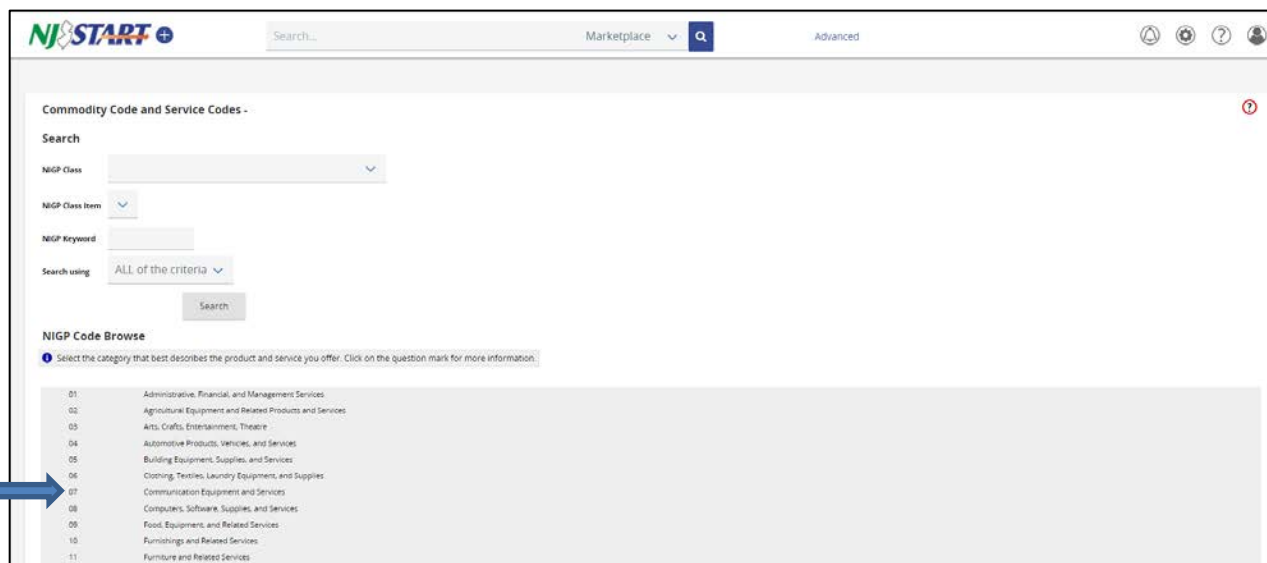 NJSTART
Search... Marketplace Advanced
Commodity Code and Service Codes -
Search
NIGP Class
NIGP Class Item
NIGP Keyword
Search using ALL of the criteria
Search
NIGP Code Browse
Select the category that best describes the product and service you offer. Click on the question mark for more information.
01 Administrative, Financial, and Management Services
02 Agricultural Equipment and Related Products and Services
03 Arts, Crafts, Entertainment, Theatre
04 Automotive Products, Vehicles, and Services
05 Building Equipment, Supplies, and Services
06 Clothing, Textiles, Laundry Equipment, and Supplies
07 Communication Equipment and Services
08 Computers, Software, Supplies, and Services
09 Food, Equipment, and Related Services
10 Furnishings and Related Services
11 Furniture and Related Services